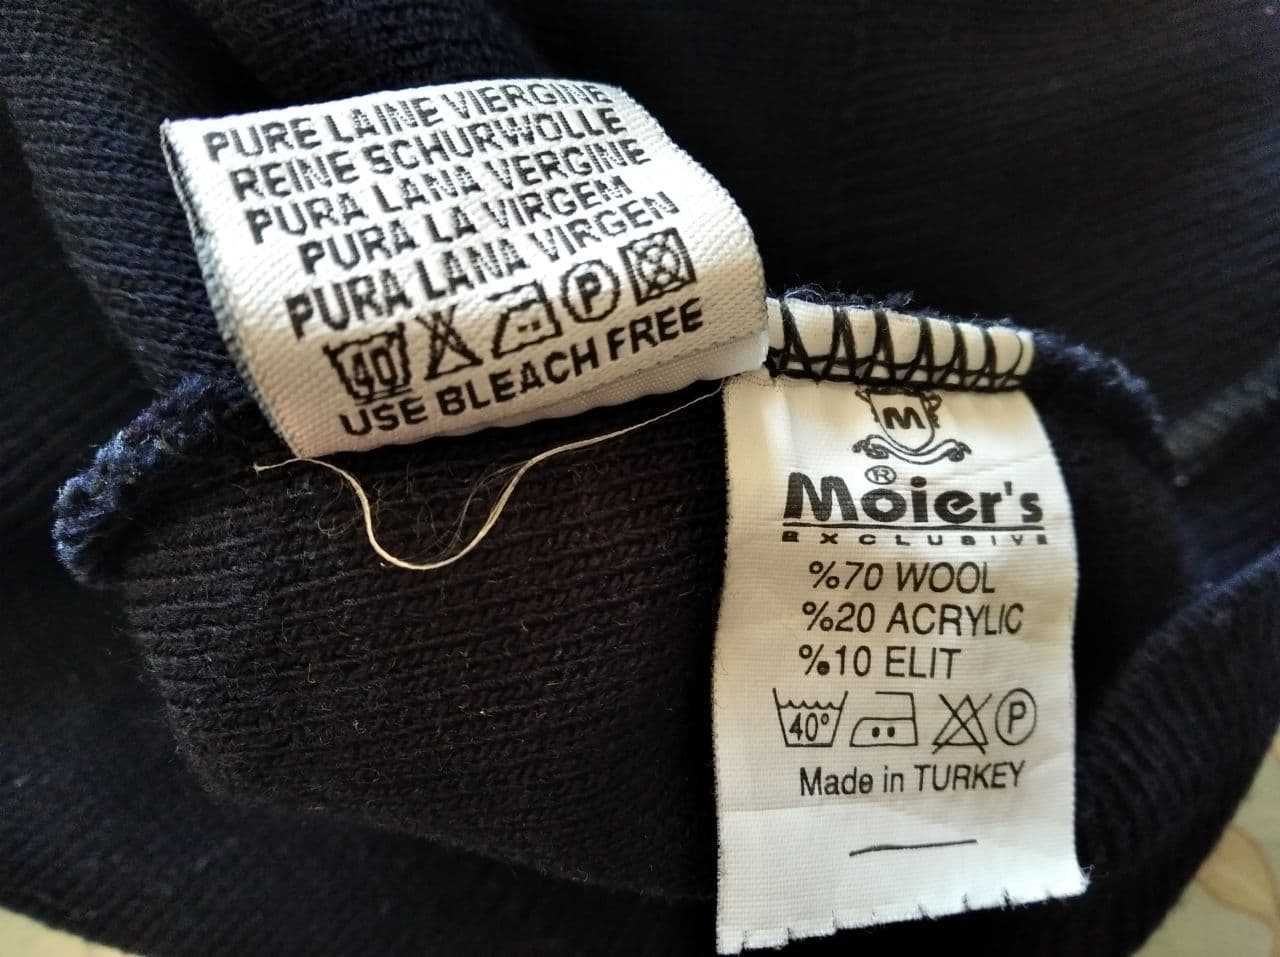 PURE LAINE VIERGINE
REINE SCHURWOLLE
PURA LANA VERGINE
PURA LA VIRGEM
PURA LANA VIRGEN
40 P
USE BLEACH FREE
M
Moier's®
EXCLUSIVE
%70 WOOL
%20 ACRYLIC
%10 ELIT
40° P
Made in TURKEY